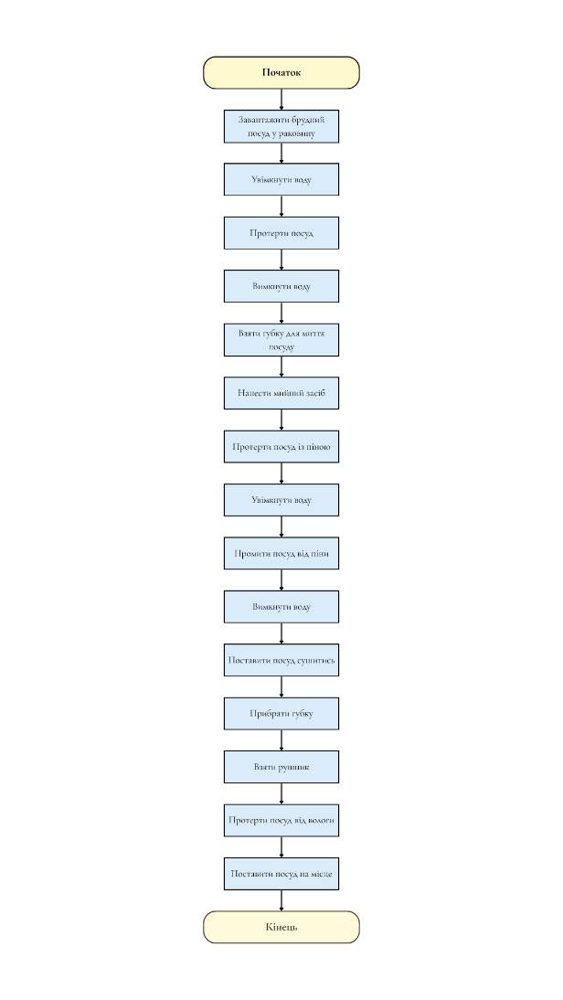 Початок
Завантажити брудний
посуд у раковину
Увімкнути воду
Протерти посуд
Вимкнути воду
Взяти губку для миття
посуду
Нанести мийний засіб
Протерти посуд із піною
Увімкнути воду
Промити посуд від піни
Вимкнути воду
Поставити посуд сушитись
Прибрати губку
Взяти рушник
Протерти посуд від вологи
Поставити посуд на місце
Кінець